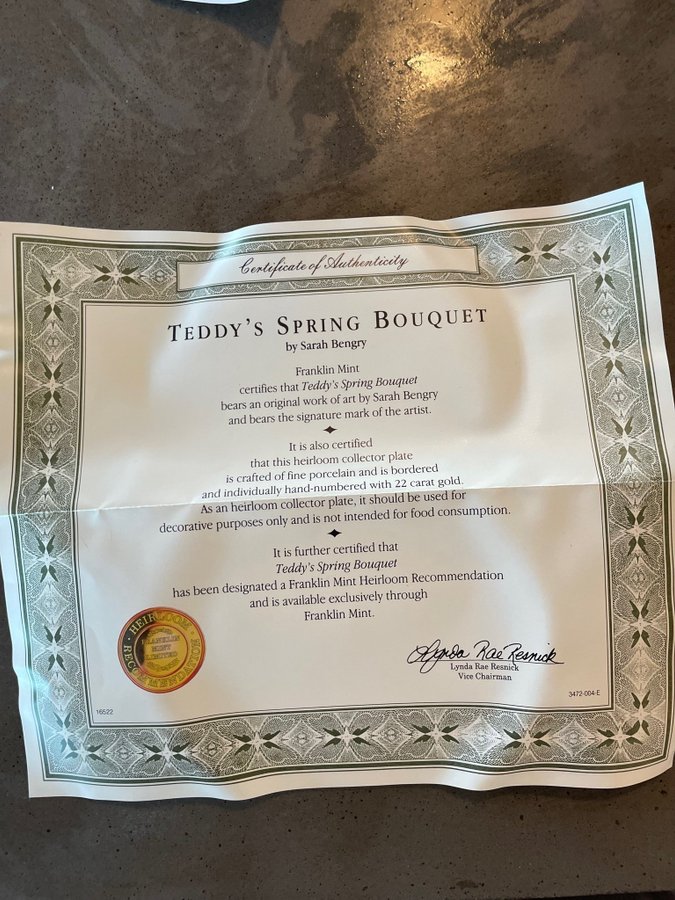 Certificate of Authenticity
TEDDY'S SPRING BOUQUET
by Sarah Bengry
Franklin Mint
certifies that Teddy's Spring Bouquet
bears an original work of art by Sarah Bengry
and bears the signature mark of the artist.
It is also certified
that this heirloom collector plate
is crafted of fine porcelain and is bordered
and individually hand-numbered with 22 carat gold.
As an heirloom collector plate, it should be used for
decorative purposes only and is not intended for food consumption.
It is further certified that
Teddy's Spring Bouquet
has been designated a Franklin Mint Heirloom Recommendation
and is available exclusively through
Franklin Mint.
HEIRLOOM RECOMMENDATION
FRANKLIN
MINT
LIMITED
Lynda Rae Resnick
Lynda Rae Resnick
Vice Chairman
16522
3472-004-E